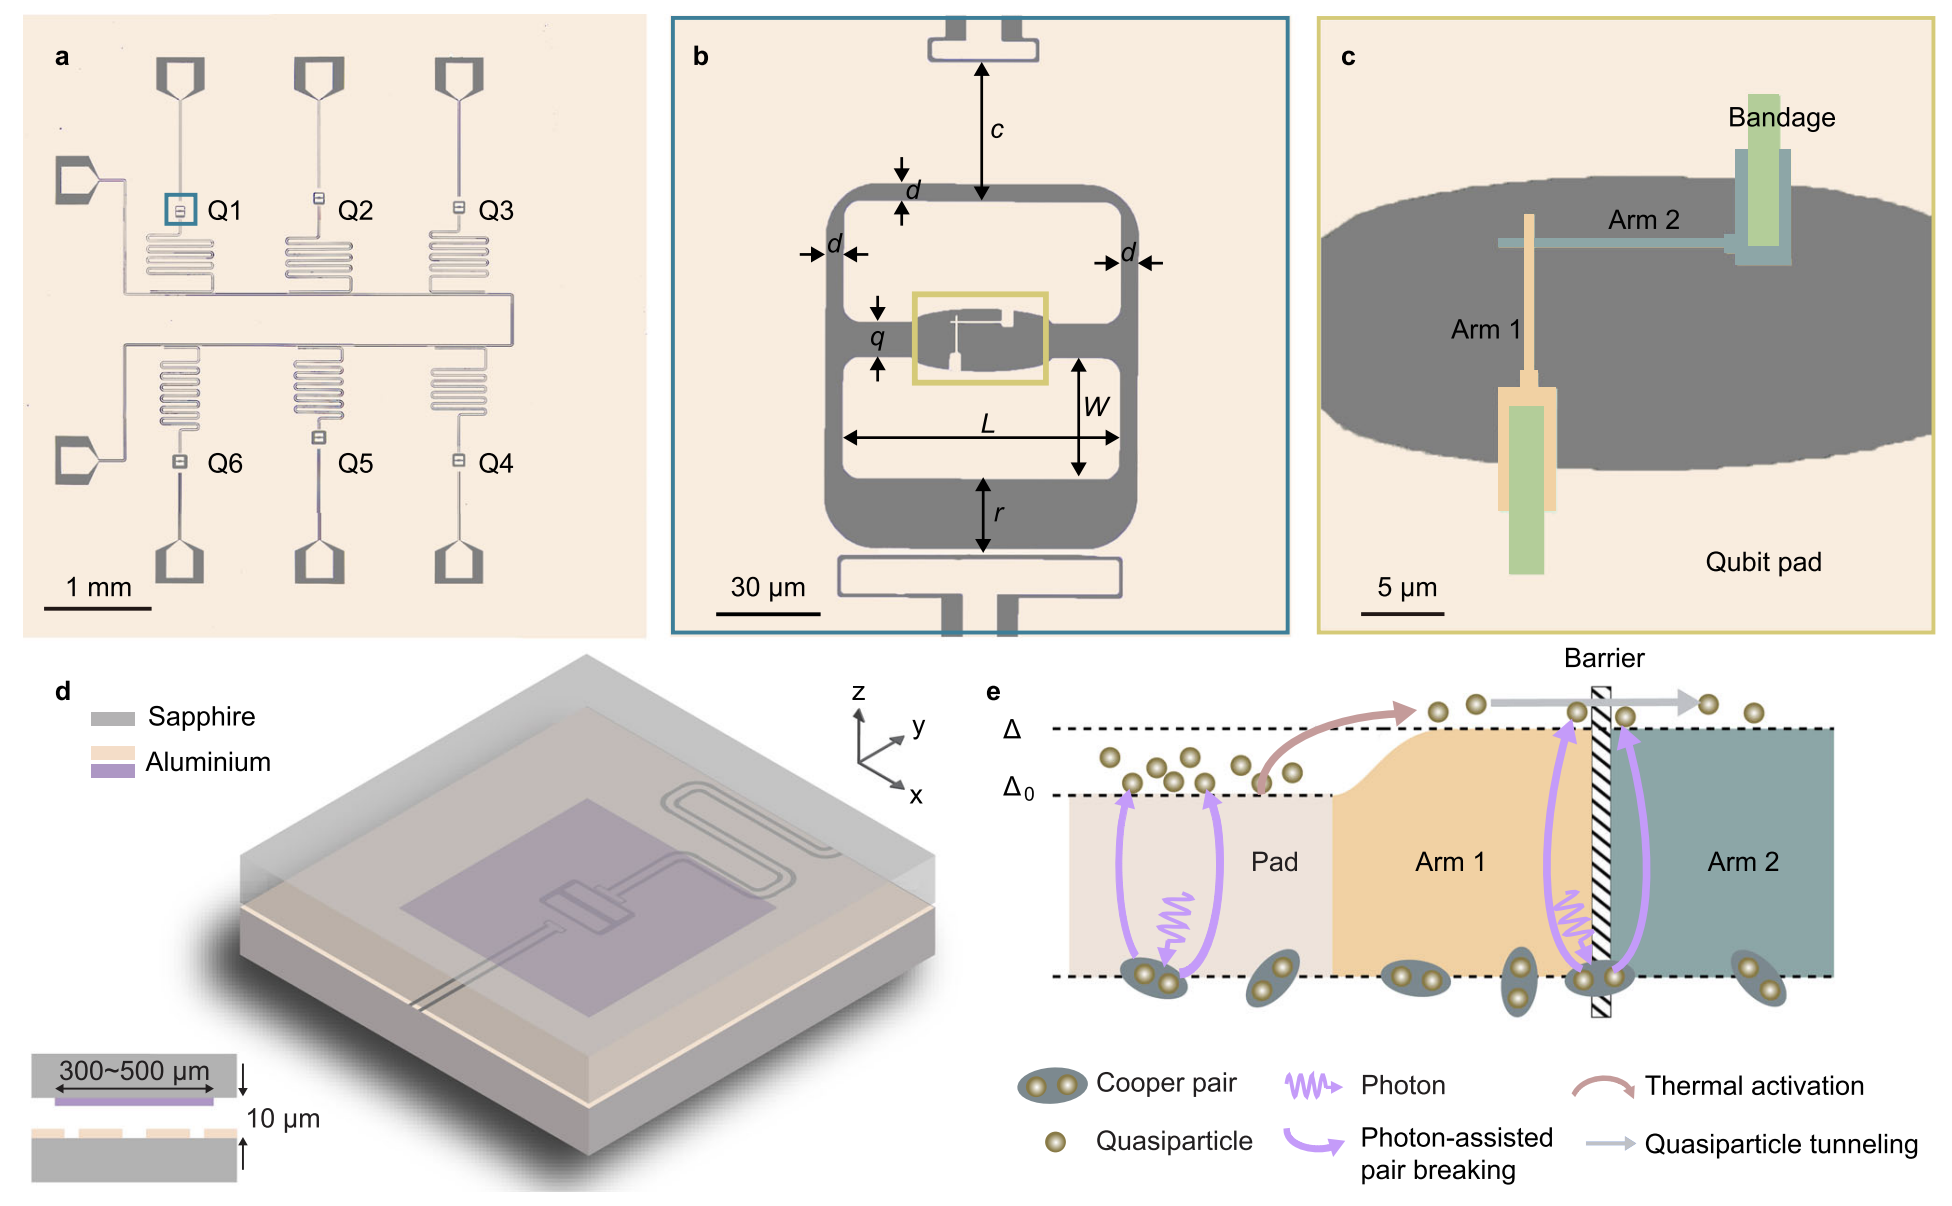 a
Q1
Q2
Q3
Q6
Q5
Q4
1 mm
b
c
d
d
d
q
W
L
r
30 μm
c
Bandage
Arm 2
Arm 1
Qubit pad
5 μm
d
Sapphire
Aluminium
z
y
x
300~500 μm
10 μm
e
Barrier
Δ
Δ0
Pad
Arm 1
Arm 2
Cooper pair
Photon
Thermal activation
Quasiparticle
Photon-assisted
pair breaking
Quasiparticle tunneling